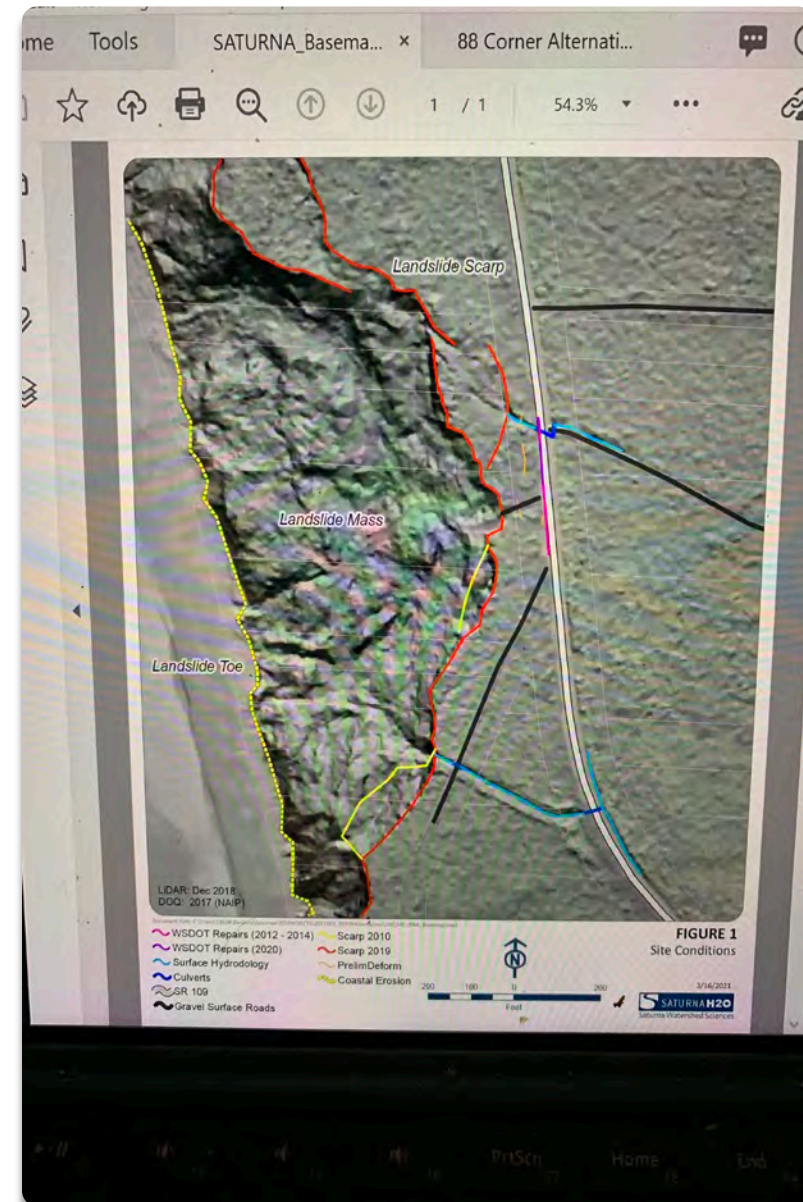 ome Tools SATURNA_Basema... × 88 Corner Alternati...
1 / 1 54.3%
Landslide Scarp
Landslide Mass
Landslide Toe
LiDAR: Dec 2018
DOQ: 2017 (NAIP)
WSDOT Repairs (2012 - 2014)
WSDOT Repairs (2020)
Surface Hydrodology
Culverts
SR 109
Gravel Surface Roads
Scarp 2010
Scarp 2019
PrelimDeform
Coastal Erosion
N
200 100 0 200
Feet
FIGURE 1
Site Conditions
3/16/2021
SATURNA H2O
Saturna Watershed Sciences
PrtScn Home End